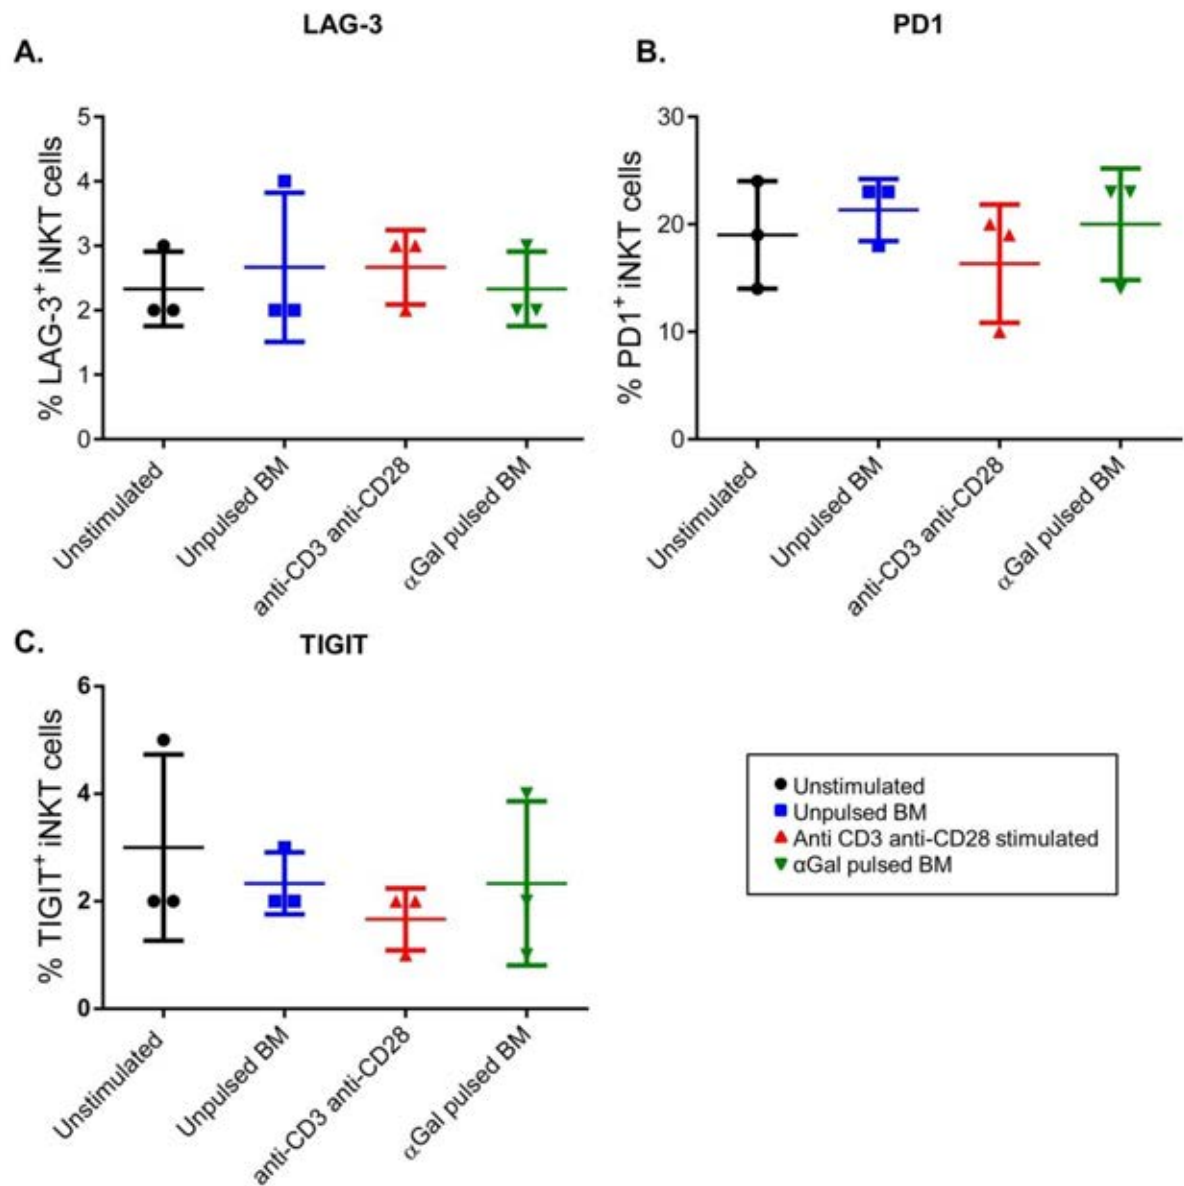 LAG-3
A.
% LAG-3⁺ iNKT cells
5
4
3
2
1
0
Unstimulated
Unpulsed BM
anti-CD3 anti-CD28
αGal pulsed BM
PD1
B.
% PD1⁺ iNKT cells
30
20
10
0
Unstimulated
Unpulsed BM
anti-CD3 anti-CD28
αGal pulsed BM
C.
TIGIT
% TIGIT⁺ iNKT cells
6
4
2
0
Unstimulated
Unpulsed BM
anti-CD3 anti-CD28
αGal pulsed BM
Unstimulated
Unpulsed BM
Anti CD3 anti-CD28 stimulated
αGal pulsed BM